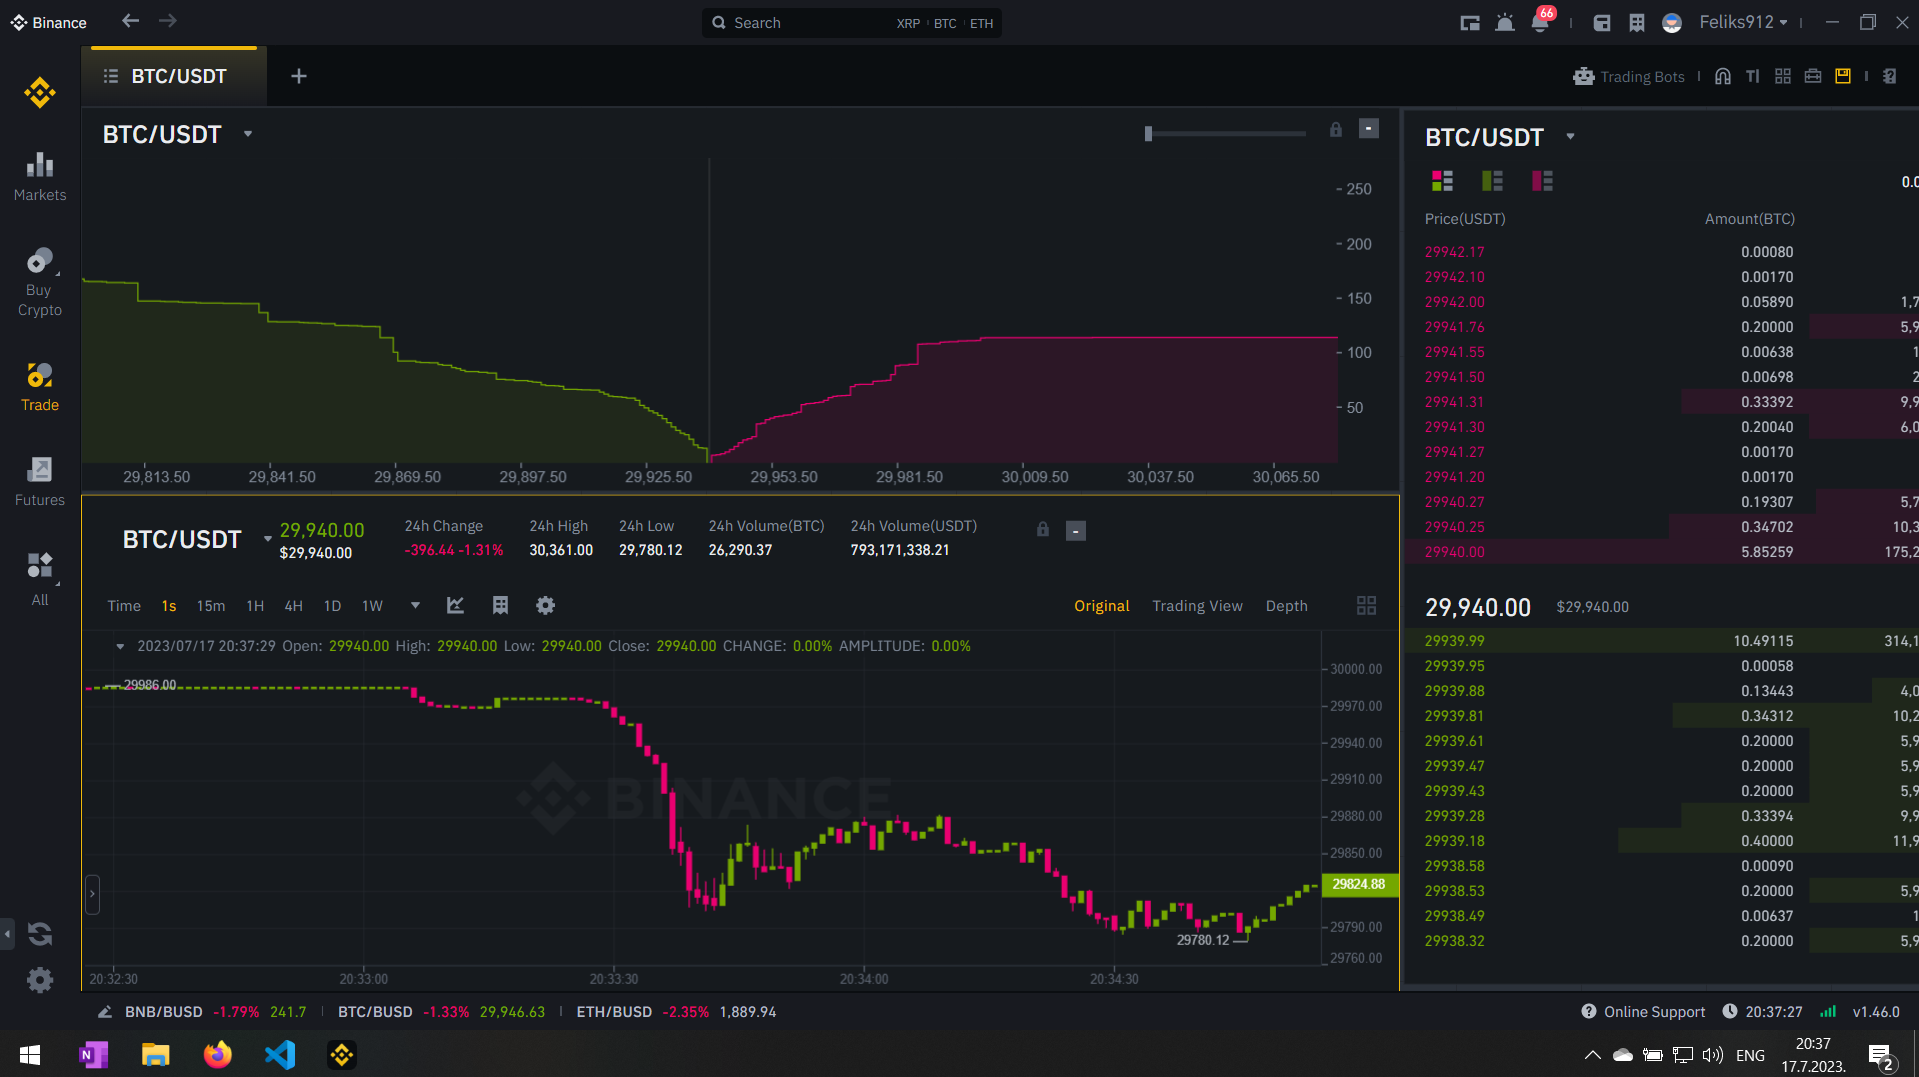 Binance
Search XRP BTC ETH
66
Feliks912
BTC/USDT +
Trading Bots
Markets
Buy
Crypto
Trade
Futures
All
BTC/USDT
250
200
150
100
50
29,813.50 29,841.50 29,869.50 29,897.50 29,925.50 29,953.50 29,981.50 30,009.50 30,037.50 30,065.50
BTC/USDT
29,940.00
$29,940.00
24h Change
-396.44 -1.31%
24h High
30,361.00
24h Low
29,780.12
24h Volume(BTC)
26,290.37
24h Volume(USDT)
793,171,338.21
Time 1s 15m 1H 4H 1D 1W
Original Trading View Depth
2023/07/17 20:37:29 Open: 29940.00 High: 29940.00 Low: 29940.00 Close: 29940.00 CHANGE: 0.00% AMPLITUDE: 0.00%
29986.00
BINANCE
30000.00
29970.00
29940.00
29910.00
29880.00
29850.00
29824.88
29790.00
29760.00
29780.12
20:32:30 20:33:00 20:33:30 20:34:00 20:34:30
BTC/USDT
0.0
Price(USDT) Amount(BTC)
29942.17 0.00080
29942.10 0.00170
29942.00 0.05890 1,7
29941.76 0.20000 5,9
29941.55 0.00638 1
29941.50 0.00698 2
29941.31 0.33392 9,9
29941.30 0.20040 6,0
29941.27 0.00170
29941.20 0.00170
29940.27 0.19307 5,7
29940.25 0.34702 10,3
29940.00 5.85259 175,2
29,940.00 $29,940.00
29939.99 10.49115 314,1
29939.95 0.00058
29939.88 0.13443 4,0
29939.81 0.34312 10,2
29939.61 0.20000 5,9
29939.47 0.20000 5,9
29939.43 0.20000 5,9
29939.28 0.33394 9,9
29939.18 0.40000 11,9
29938.58 0.00090
29938.53 0.20000 5,9
29938.49 0.00637 1
29938.32 0.20000 5,9
BNB/BUSD -1.79% 241.7 BTC/BUSD -1.33% 29,946.63 ETH/BUSD -2.35% 1,889.94
Online Support 20:37:27 v1.46.0
ENG
20:37
17.7.2023.
2